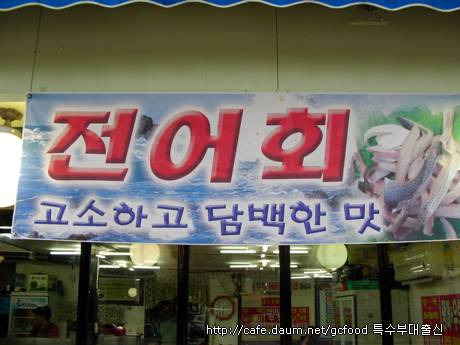 전어회
고소하고 담백한 맛
http://cafe.daum.net/gcfood 특수부대출신